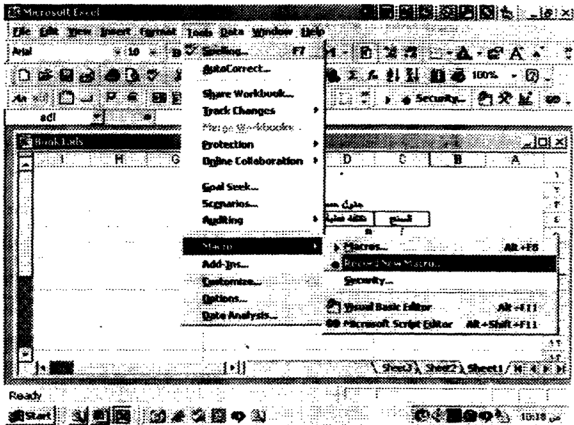 Microsoft Excel
File Edit View Insert Format Tools Data Window Help
Arial 10 B
100%
Security...
Spelling... F7
AutoCorrect...
Share Workbook...
Track Changes
Merge Workbooks...
Protection
Online Collaboration
Goal Seek...
Scenarios...
Auditing
Macro
Add-Ins...
Customize...
Options...
Data Analysis...
Macros... Alt+F8
Record New Macro...
Security...
Visual Basic Editor Alt+F11
Microsoft Script Editor Alt+Shift+F11
adl
Book1.xls
I H G D C B A
Sheet3 Sheet2 Sheet1
Ready
Start 10:18